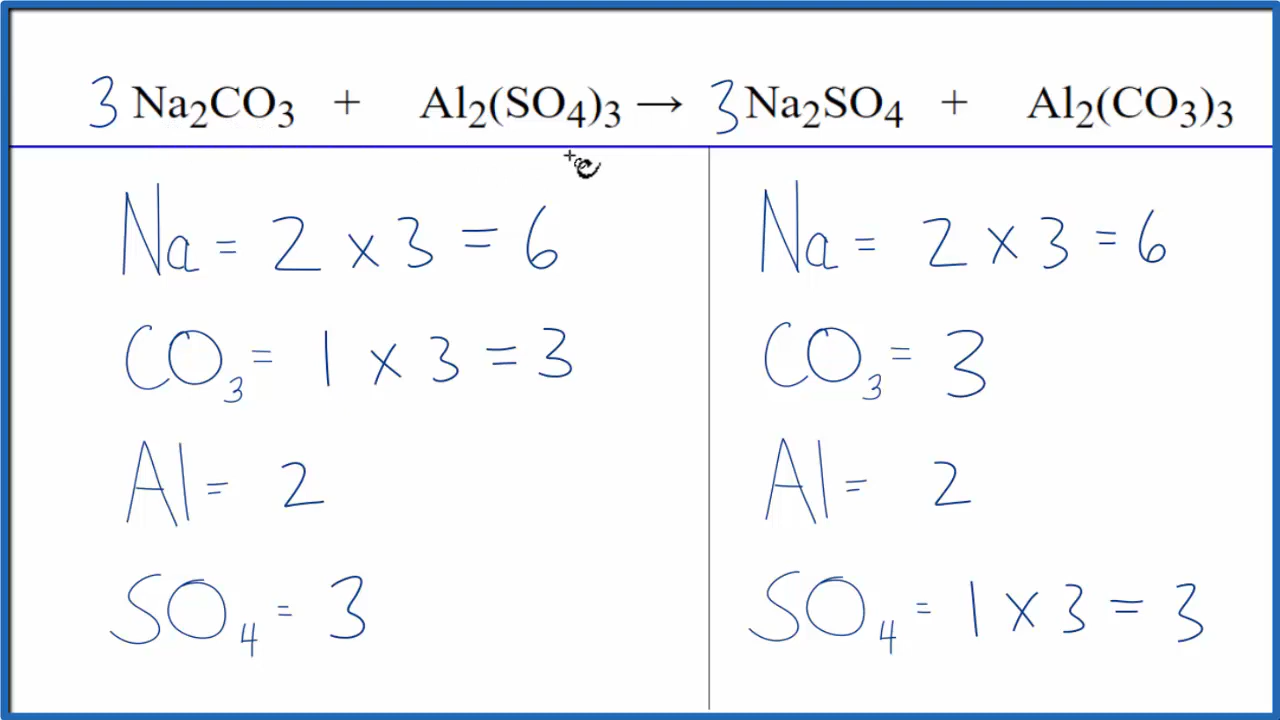 3 Na₂CO₃ + Al₂(SO₄)₃ → 3 Na₂SO₄ + Al₂(CO₃)₃
Na = 2 x 3 = 6
CO₃ = 1 x 3 = 3
Al = 2
SO₄ = 3
Na = 2 x 3 = 6
CO₃ = 3
Al = 2
SO₄ = 1 x 3 = 3